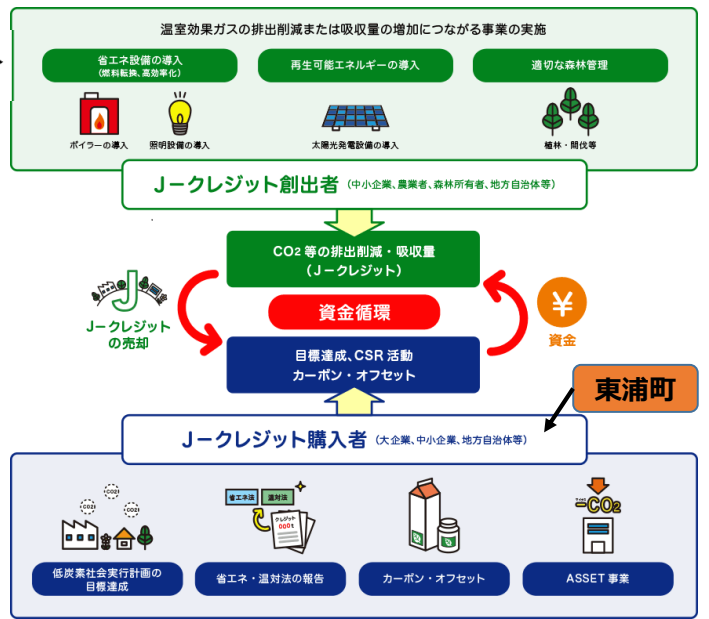 温室効果ガスの排出削減または吸収量の増加につながる事業の実施
省エネ設備の導入
(燃料転換、高効率化)
再生可能エネルギーの導入
適切な森林管理
ボイラーの導入
照明設備の導入
太陽光発電設備の導入
植林・間伐等
Jークレジット創出者(中小企業、農業者、森林所有者、地方自治体等)
CO2 等の排出削減・吸収量
(Jークレジット)
J
Jークレジット
の売却
資金循環
¥
資金
目標達成、CSR 活動
カーボン・オフセット
東浦町
Jークレジット購入者(大企業、中小企業、地方自治体等)
CO2
CO2
CO2
省エネ法
温対法
クレジット
000t
-CO2
低炭素社会実行計画の
目標達成
省エネ・温対法の報告
カーボン・オフセット
ASSET 事業